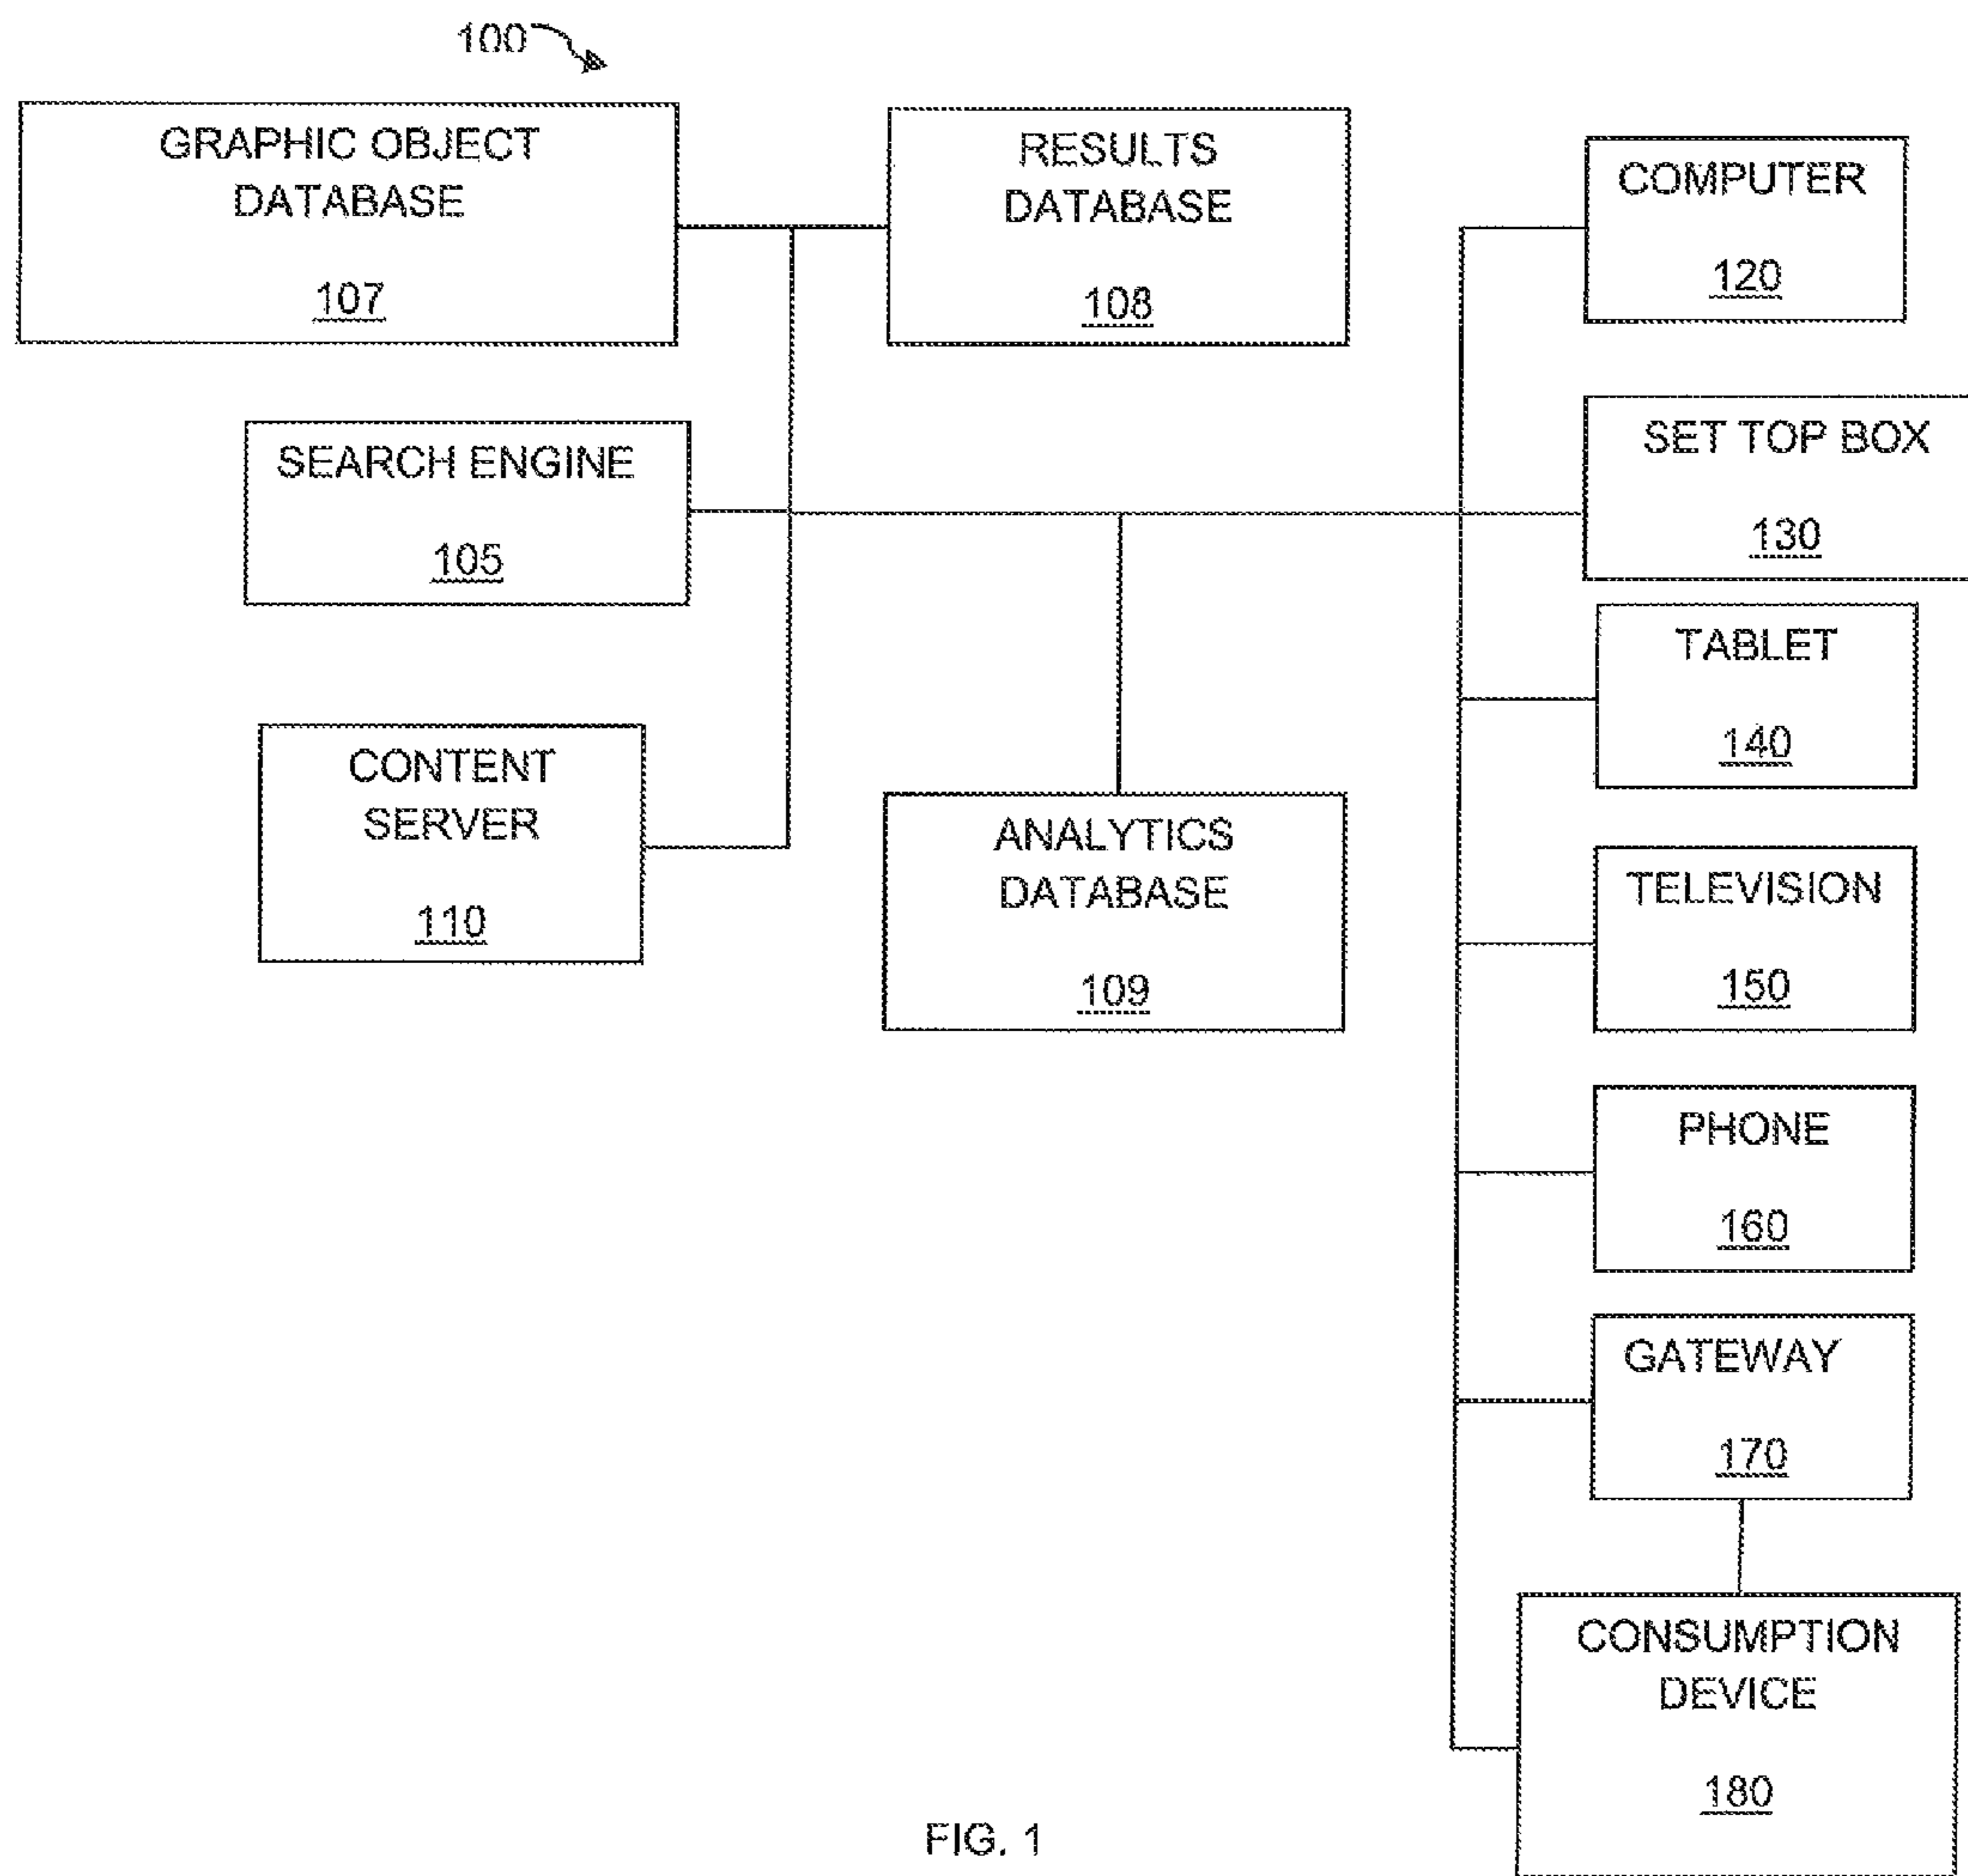 100
GRAPHIC OBJECT
DATABASE
107
RESULTS
DATABASE
108
COMPUTER
120
SEARCH ENGINE
105
SET TOP BOX
130
TABLET
140
CONTENT
SERVER
110
ANALYTICS
DATABASE
109
TELEVISION
150
PHONE
160
GATEWAY
170
CONSUMPTION
DEVICE
180
FIG. 1